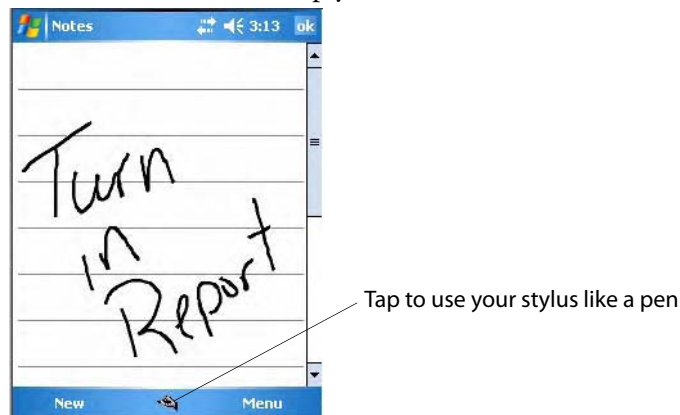 Notes 3:13 ok
Turn
in
Report
Tap to use your stylus like a pen
New Menu